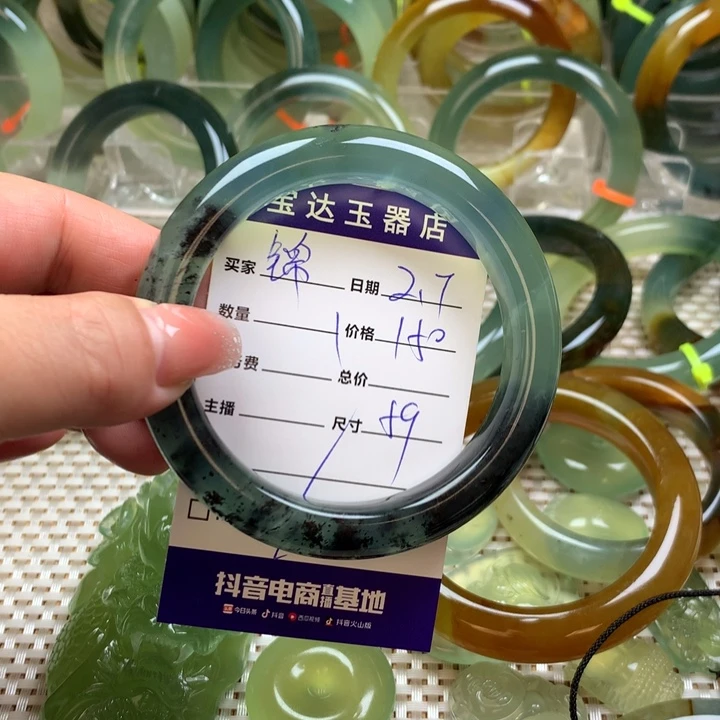 宝达玉器店
买家 日期 2.7
数量 1 价格 150
费 总价
主播 尺寸 59
抖音电商直播基地
今日头条 抖音 西瓜视频 抖音火山版